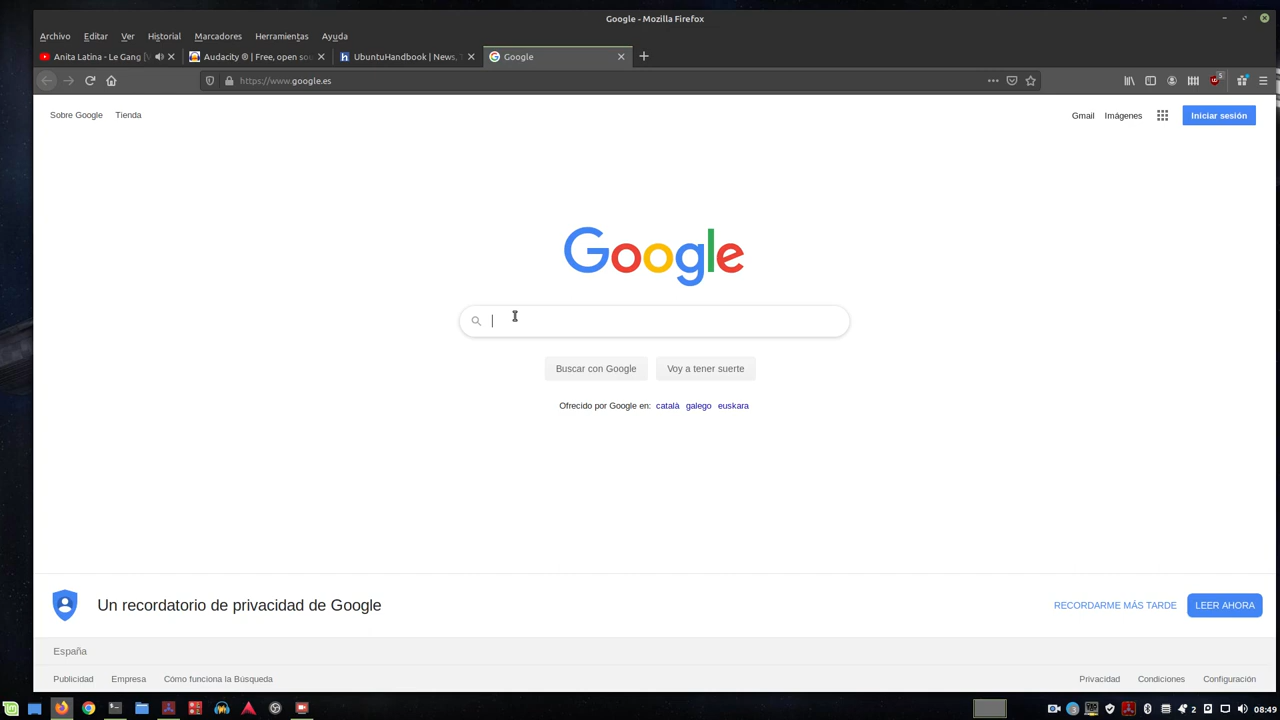 Google - Mozilla Firefox
Archivo Editar Ver Historial Marcadores Herramientas Ayuda
Anita Latina - Le Gang [ Audacity ® | Free, open so UbuntuHandbook | News, Google
https://www.google.es
5
Sobre Google Tienda Gmail Imágenes Iniciar sesión
Google
Buscar con Google Voy a tener suerte
Ofrecido por Google en: català galego euskara
Un recordatorio de privacidad de Google RECORDARME MÁS TARDE LEER AHORA
España
Publicidad Empresa Cómo funciona la Búsqueda Privacidad Condiciones Configuración
2 08:49